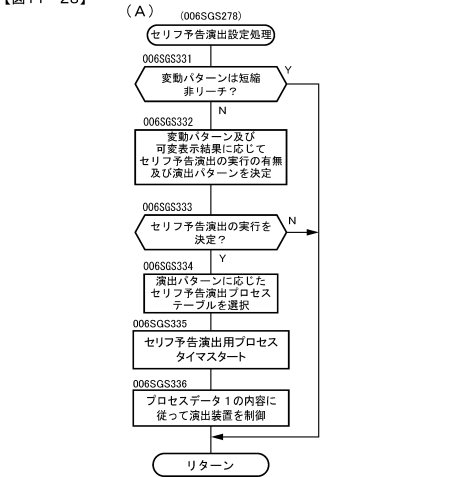 (A)
(006SGS278)
セリフ予告演出設定処理
006SGS331
変動パターンは短縮
非リーチ?
Y
N
006SGS332
変動パターン及び
可変表示結果に応じて
セリフ予告演出の実行の有無
及び演出パターンを決定
006SGS333
セリフ予告演出の実行を
決定?
N
Y
006SGS334
演出パターンに応じた
セリフ予告演出プロセス
テーブルを選択
006SGS335
セリフ予告演出用プロセス
タイマスタート
006SGS336
プロセスデータ1の内容に
従って演出装置を制御
リターン